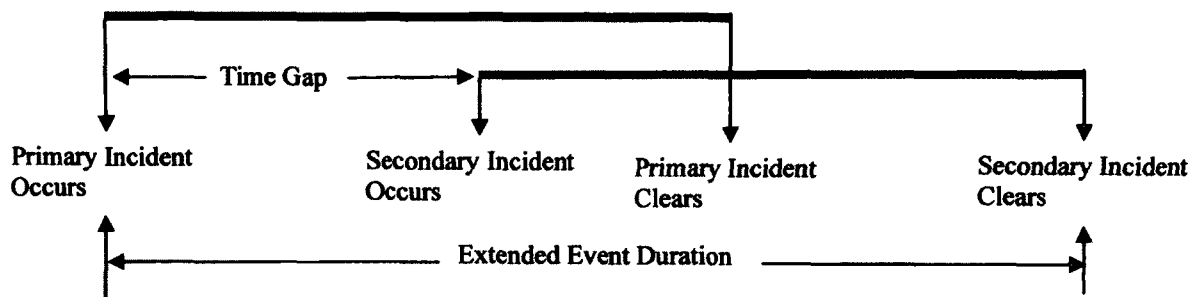 Time Gap
Primary Incident
Occurs
Secondary Incident
Occurs
Primary Incident
Clears
Secondary Incident
Clears
Extended Event Duration